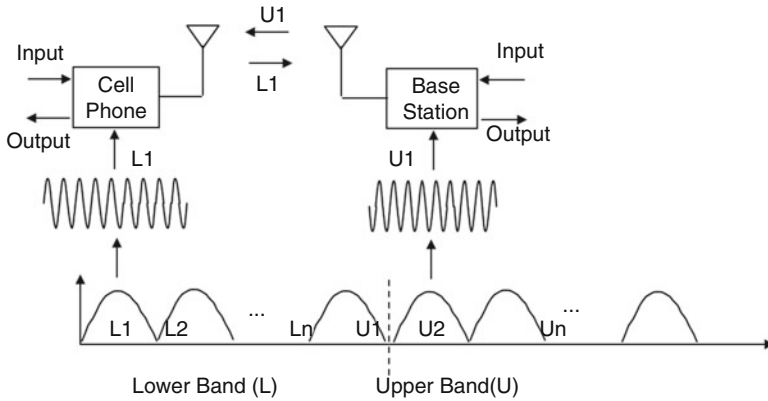 U1
L1
Input
Cell
Phone
Output
Input
Base
Station
Output
L1
U1
L1 L2 ... Ln U1 U2 Un ...
Lower Band (L) Upper Band(U)